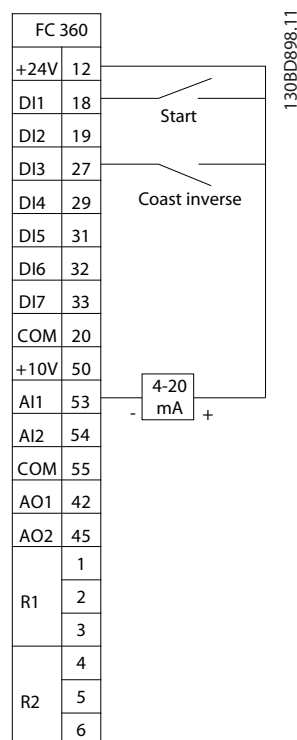 FC 360
+24V 12
DI1 18
DI2 19
DI3 27
DI4 29
DI5 31
DI6 32
DI7 33
COM 20
+10V 50
AI1 53
AI2 54
COM 55
AO1 42
AO2 45
R1
1
2
3
R2
4
5
6
Start
Coast inverse
4-20
mA
- +
130BD898.11